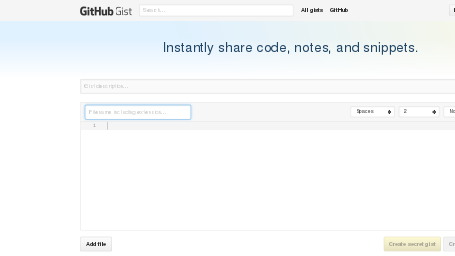 GitHub Gist Search... All gists GitHub
Instantly share code, notes, and snippets.
Gist description...
Filename including extension...
Spaces 2 No
1
Add file Create secret gist Cr